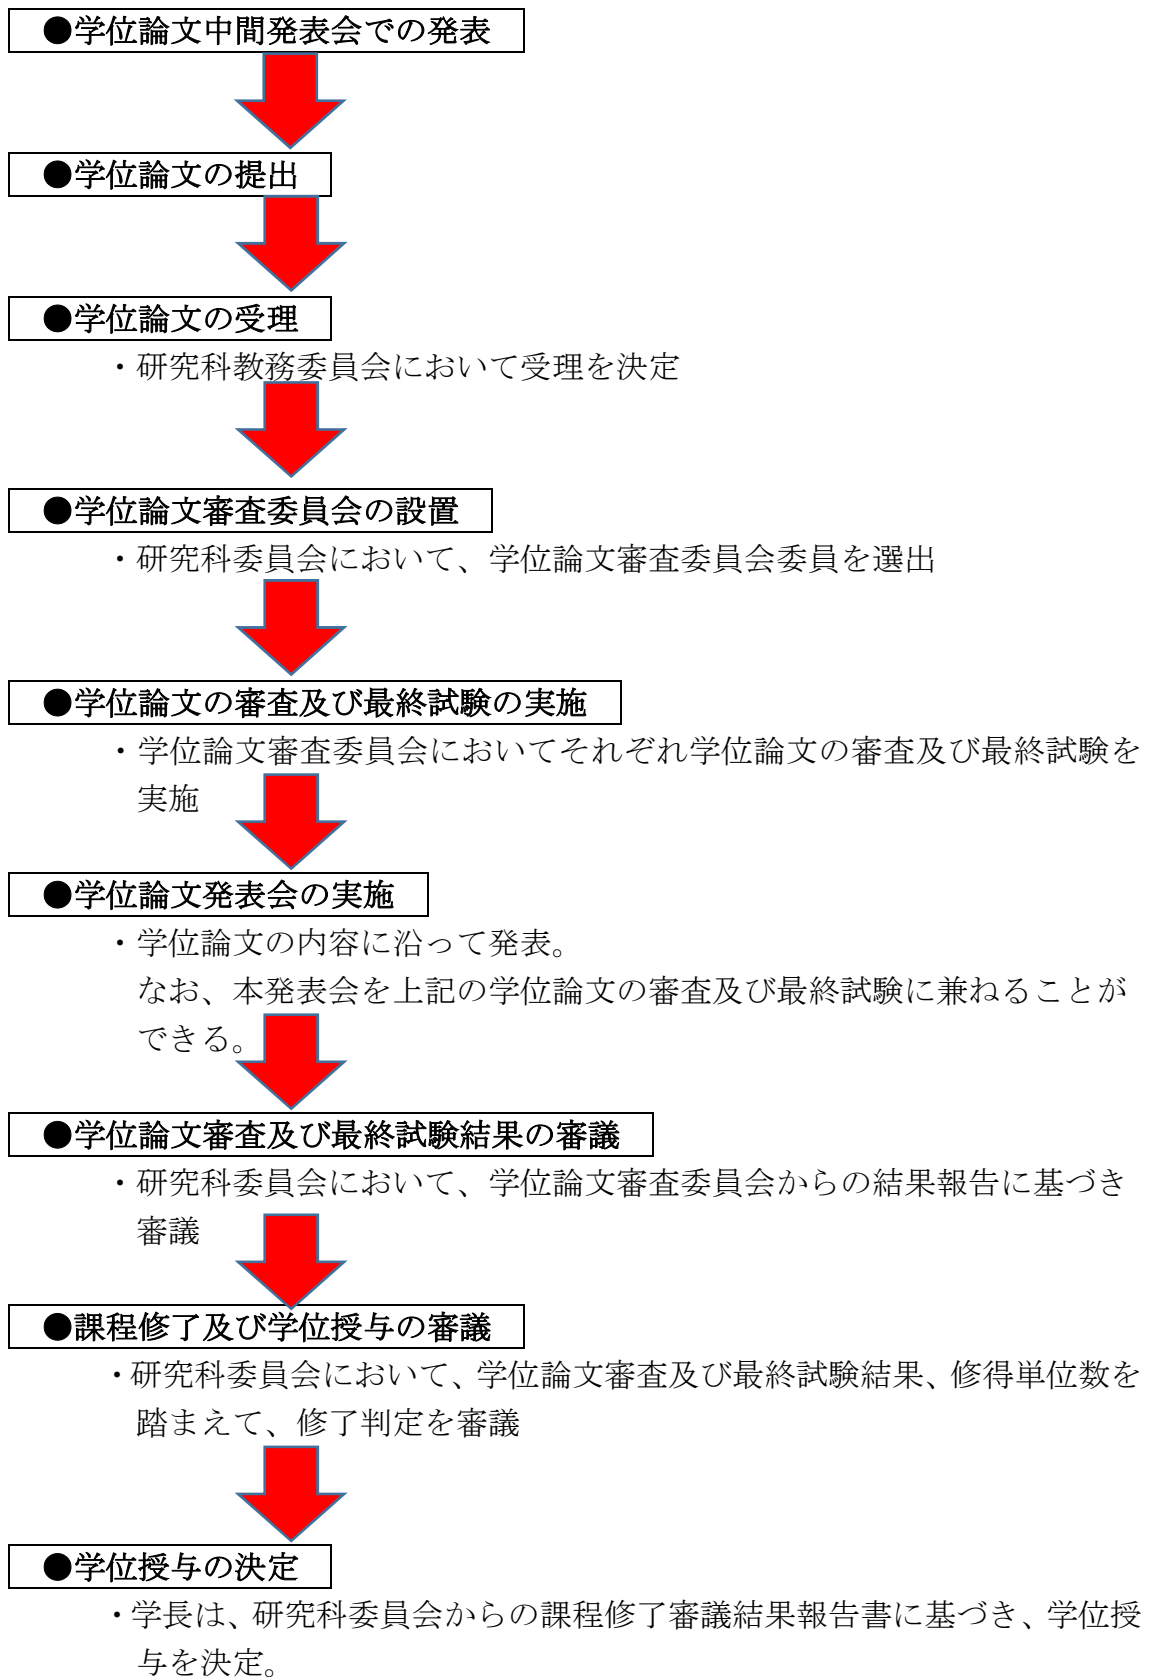 ●学位論文中間発表会での発表
●学位論文の提出
●学位論文の受理
・研究科教務委員会において受理を決定
●学位論文審査委員会の設置
・研究科委員会において、学位論文審査委員会委員を選出
●学位論文の審査及び最終試験の実施
・学位論文審査委員会においてそれぞれ学位論文の審査及び最終試験を
実施
●学位論文発表会の実施
・学位論文の内容に沿って発表。
なお、本発表会を上記の学位論文の審査及び最終試験に兼ねることが
できる。
●学位論文審査及び最終試験結果の審議
・研究科委員会において、学位論文審査委員会からの結果報告に基づき
審議
●課程修了及び学位授与の審議
・研究科委員会において、学位論文審査及び最終試験結果、修得単位数を
踏まえて、修了判定を審議
●学位授与の決定
・学長は、研究科委員会からの課程修了審議結果報告書に基づき、学位授
与を決定。